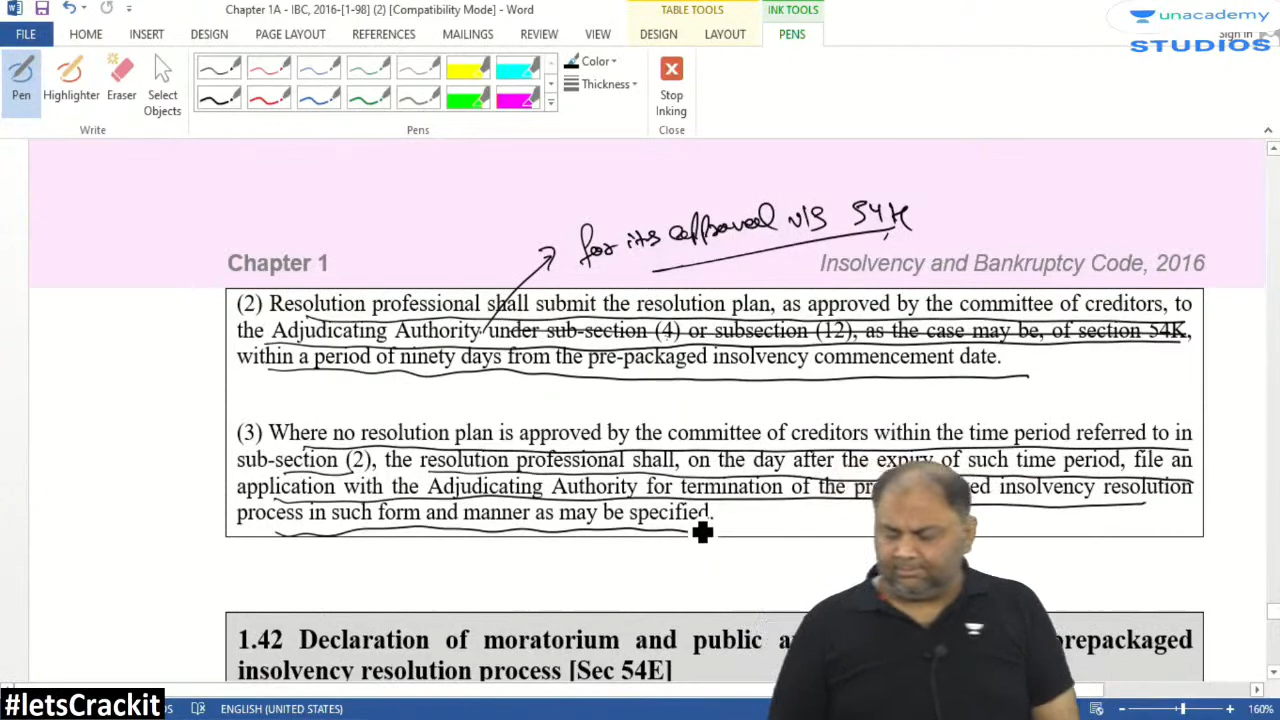 Chapter 1A - IBC, 2016-[1-98] (2) [Compatibility Mode] - Word
TABLE TOOLS
INK TOOLS
unacademy
STUDIOS
FILE
HOME
INSERT
DESIGN
PAGE LAYOUT
REFERENCES
MAILINGS
REVIEW
VIEW
DESIGN
LAYOUT
PENS
Sign in
Pen
Highlighter
Eraser
Select Objects
Color
Thickness
Stop Inking
Write
Pens
Close
for its approval u/s 54K
Chapter 1
Insolvency and Bankruptcy Code, 2016
(2) Resolution professional shall submit the resolution plan, as approved by the committee of creditors, to
the Adjudicating Authority under sub-section (4) or subsection (12), as the case may be, of section 54K,
within a period of ninety days from the pre-packaged insolvency commencement date.
(3) Where no resolution plan is approved by the committee of creditors within the time period referred to in
sub-section (2), the resolution professional shall, on the day after the expiry of such time period, file an
application with the Adjudicating Authority for termination of the pr ed insolvency resolution
process in such form and manner as may be specified.
1.42 Declaration of moratorium and public a prepackaged
insolvency resolution process [Sec 54E]
#letsCrackit
DS
ENGLISH (UNITED STATES)
160%